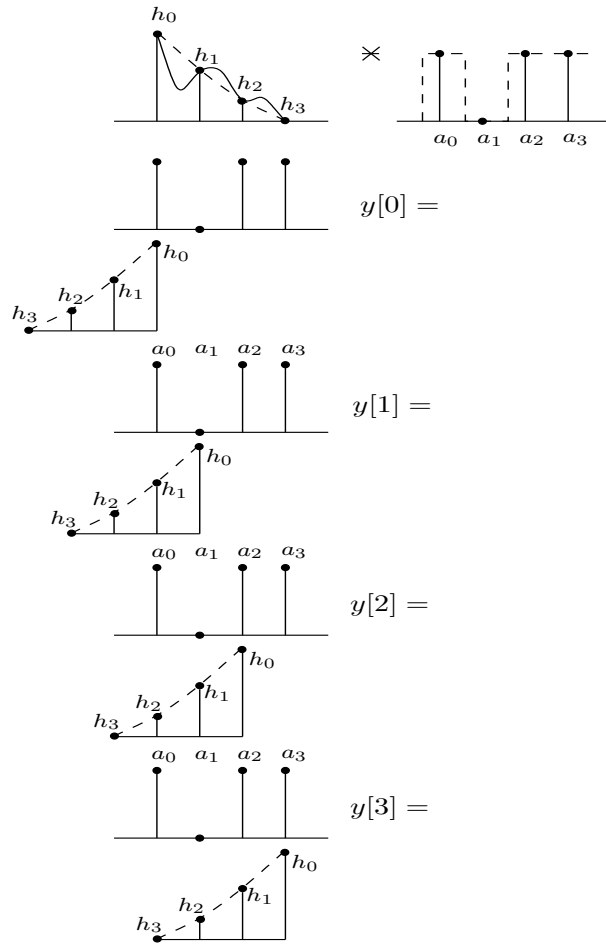 h₀
h₁
h₂
h₃
a₀ a₁ a₂ a₃
y[0] =
h₀
h₁
h₂
h₃
a₀ a₁ a₂ a₃
y[1] =
h₀
h₁
h₂
h₃
a₀ a₁ a₂ a₃
y[2] =
h₀
h₁
h₂
h₃
a₀ a₁ a₂ a₃
y[3] =
h₀
h₁
h₂
h₃